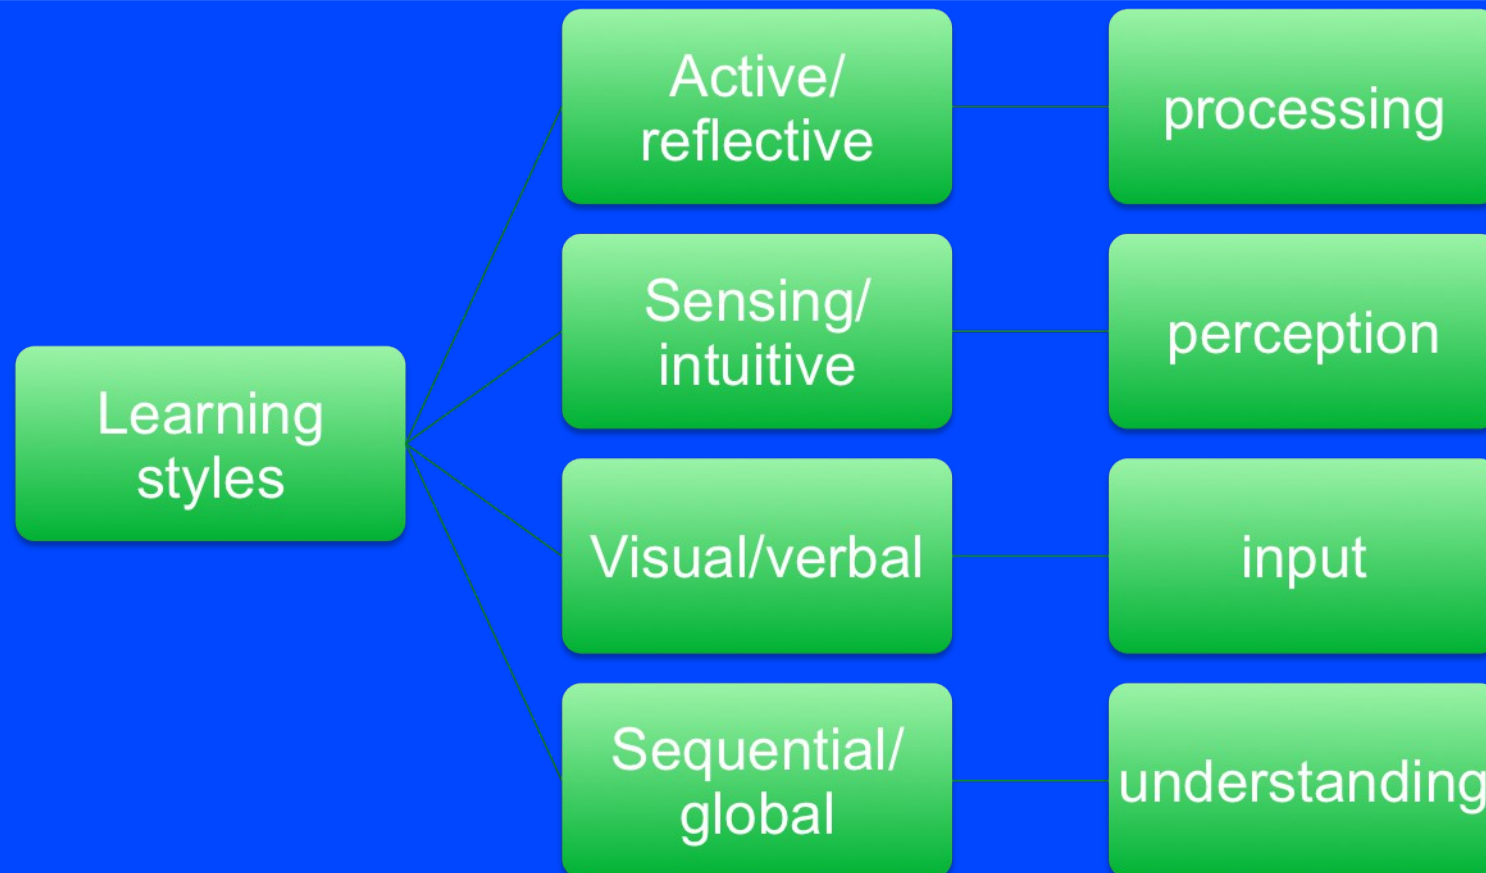 Learning
styles
Active/
reflective
processing
Sensing/
intuitive
perception
Visual/verbal
input
Sequential/
global
understanding